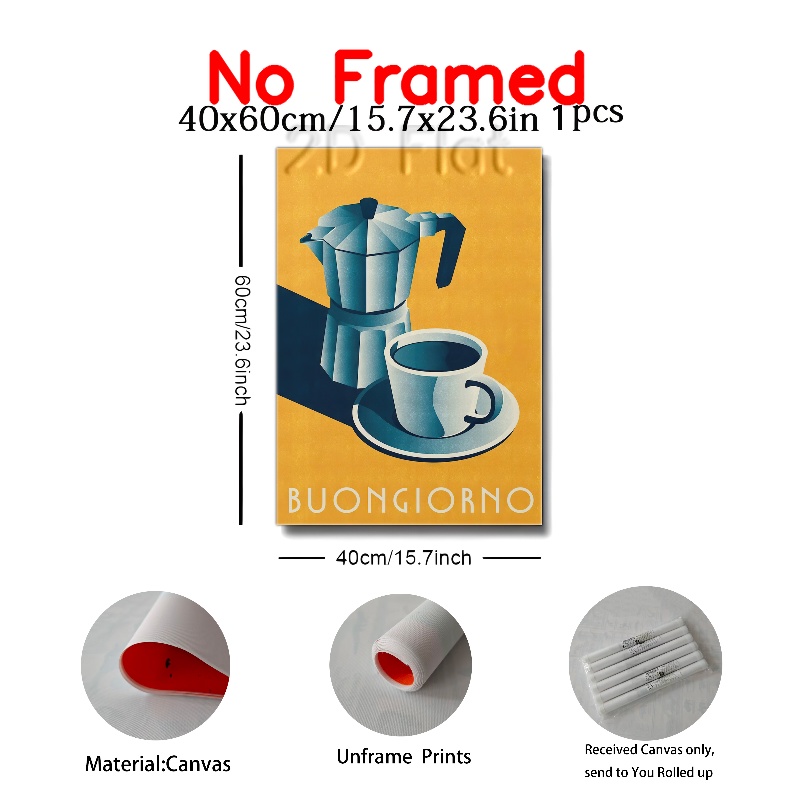 No Framed
40x60cm/15.7x23.6in 1pcs
2D Flat
60cm/23.6inch
BUONGIORNO
40cm/15.7inch
Material:Canvas
Unframe Prints
Received Canvas only,
send to You Rolled up